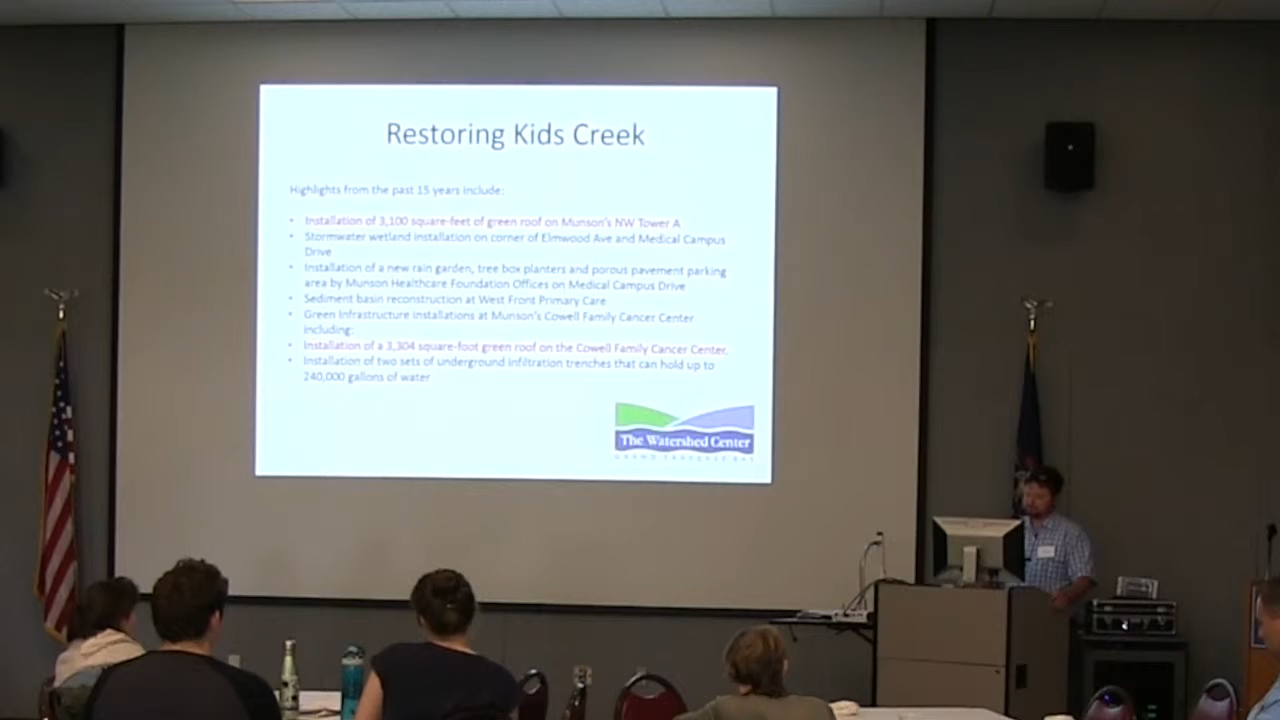 Restoring Kids Creek
Highlights from the past 15 years include:
• Installation of 3,100 square-feet of green roof on Munson's NW Tower A
• Stormwater wetland installation on corner of Elmwood Ave and Medical Campus
Drive
• Installation of a new rain garden, tree box planters and porous pavement parking
area by Munson Healthcare Foundation Offices on Medical Campus Drive
• Sediment basin reconstruction at West Front Primary Care
• Green Infrastructure installations at Munson's Cowell Family Cancer Center
including:
• Installation of a 3,304 square-foot green roof on the Cowell Family Cancer Center.
• Installation of two sets of underground infiltration trenches that can hold up to
240,000 gallons of water
The Watershed Center
GRAND TRAVERSE BAY